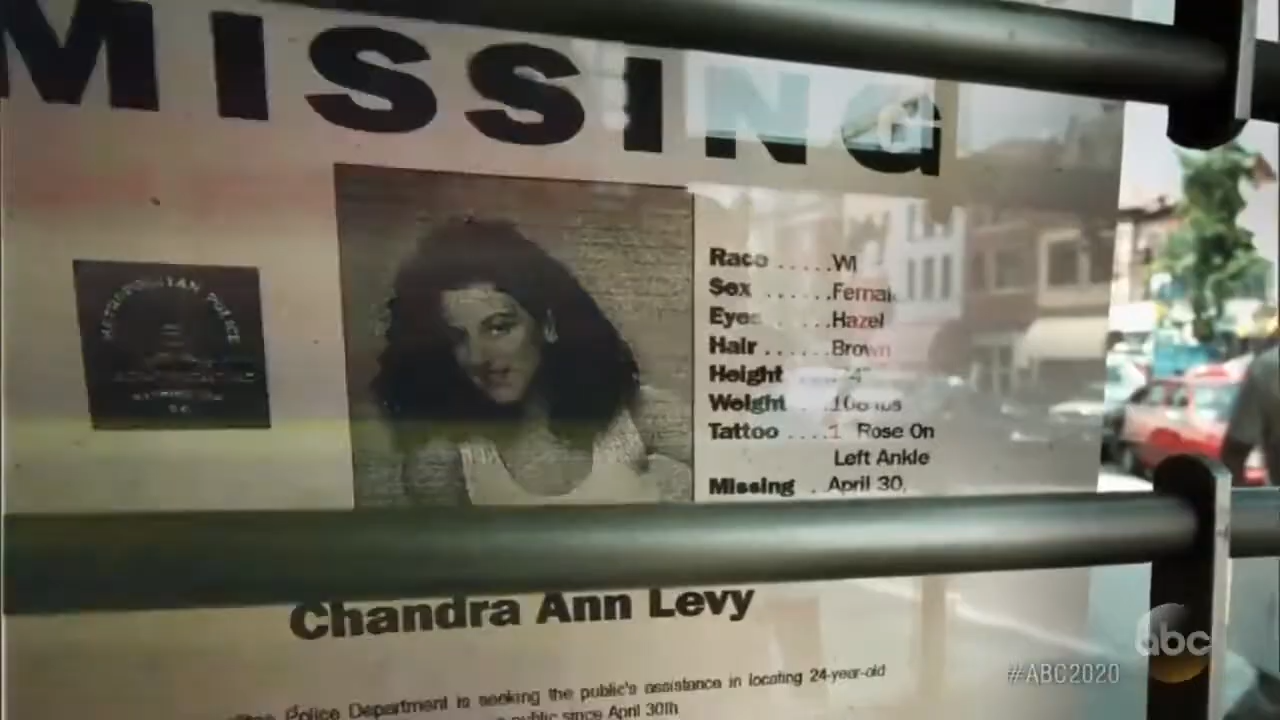 MISSING
METROPOLITAN POLICE
Race ......
Sex .......
Eyes ......Hazel
Hair ......Brown
Height
Weight
Tattoo ....1 Rose On
Left Ankle
Missing . April 30,
Chandra Ann Levy
Police Department is seeking the public's assistance in locating 24-year-old
public since April 30th
abc
#ABC2020